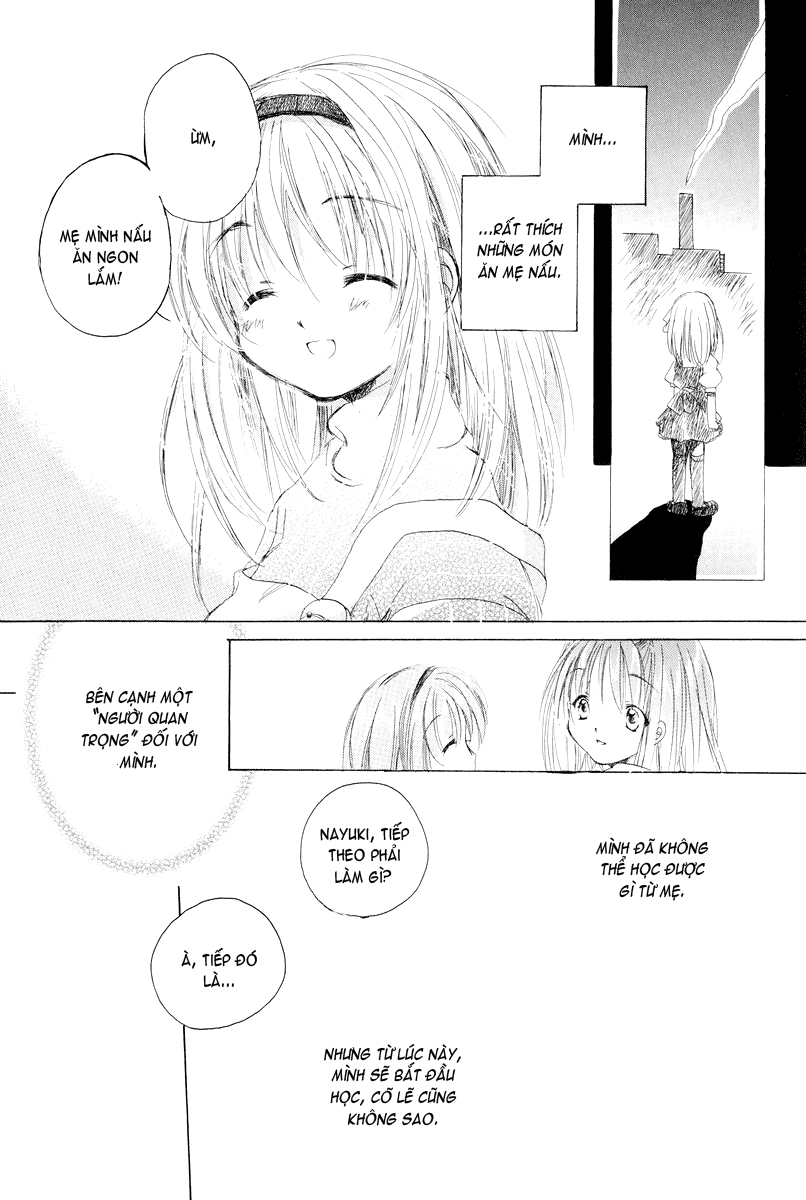 MÌNH...
...RẤT THÍCH
NHỮNG MÓN
ĂN MẸ NẤU.
ỪM,
MẸ MÌNH NẤU
ĂN NGON
LẮM!
MÌNH ĐÃ KHÔNG
THỂ HỌC ĐƯỢC
GÌ TỪ MẸ.
NAYUKI, TIẾP
THEO PHẢI
LÀM GÌ?
À, TIẾP ĐÓ
LÀ...
NHƯNG TỪ LÚC NÀY,
MÌNH SẼ BẮT ĐẦU
HỌC, CÕ LẼ CŨNG
KHÔNG SAO.
BÊN CẠNH MỘT
"NGƯỜI QUAN
TRỌNG" ĐỐI VỚI
MÌNH.